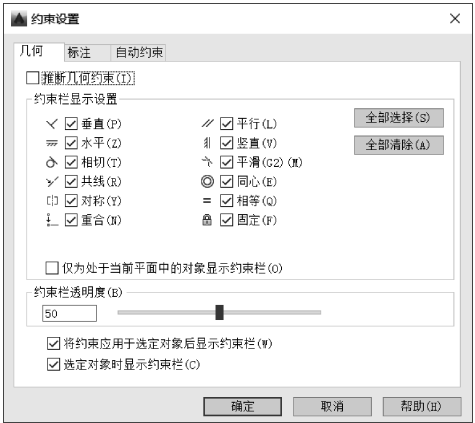 约束设置
几何 标注 自动约束
推断几何约束(I)
约束栏显示设置
垂直(P) 平行(L) 全部选择(S)
水平(Z) 竖直(V) 全部清除(A)
相切(T) 平滑(G2)(M)
共线(R) 同心(E)
对称(Y) 相等(Q)
重合(N) 固定(F)
仅为处于当前平面中的对象显示约束栏(O)
约束栏透明度(B)
50
将约束应用于选定对象后显示约束栏(W)
选定对象时显示约束栏(C)
确定 取消 帮助(H)